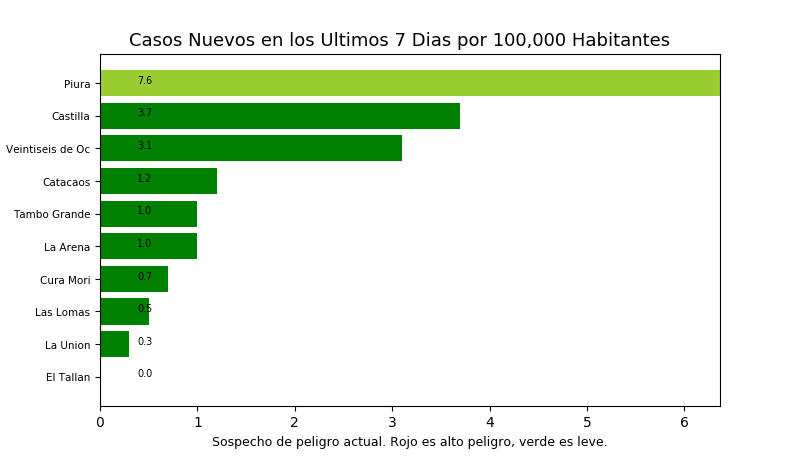 Casos Nuevos en los Ultimos 7 Dias por 100,000 Habitantes
Piura 7.6
Castilla 3.7
Veintiseis de Oc 3.1
Catacaos 1.2
Tambo Grande 1.0
La Arena 1.0
Cura Mori 0.7
Las Lomas 0.5
La Union 0.3
El Tallan 0.0
0 1 2 3 4 5 6
Sospecho de peligro actual. Rojo es alto peligro, verde es leve.